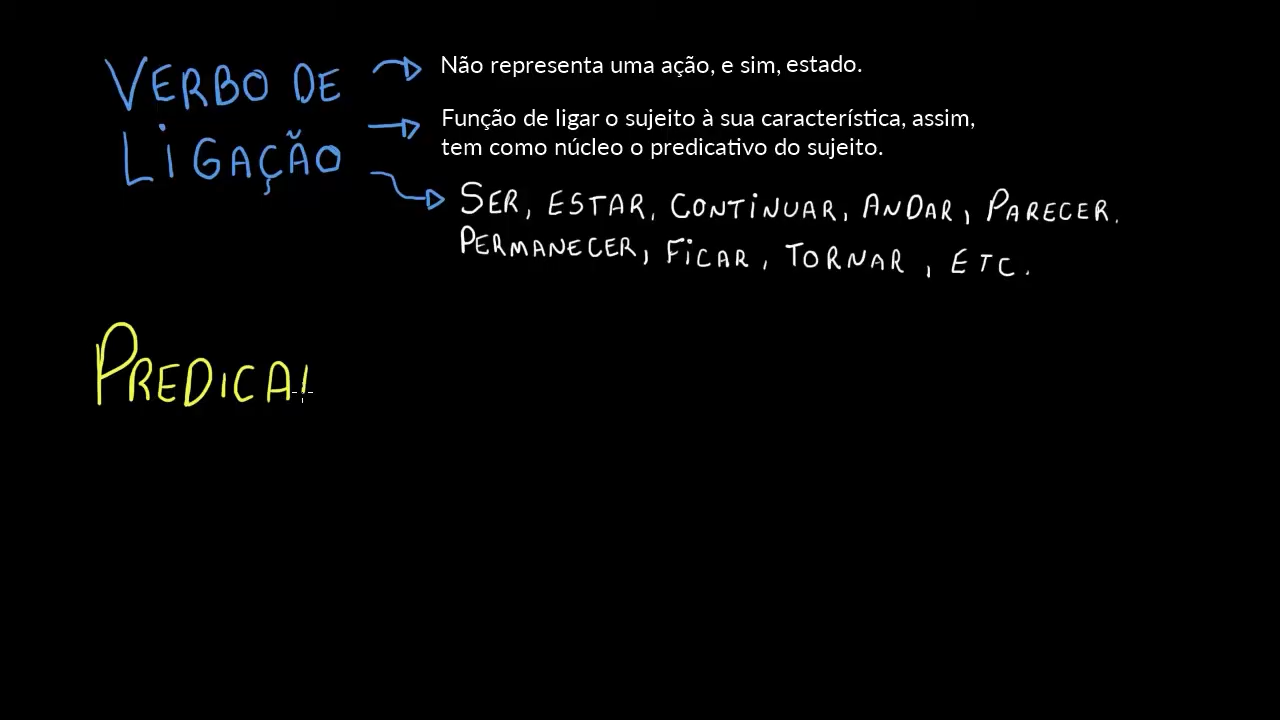 VERBO DE
LIGAÇÃO
Não representa uma ação, e sim, estado.
Função de ligar o sujeito à sua característica, assim,
tem como núcleo o predicativo do sujeito.
SER, ESTAR, CONTINUAR, ANDAR, PARECER.
PERMANECER, FICAR, TORNAR, ETC.
PREDICA